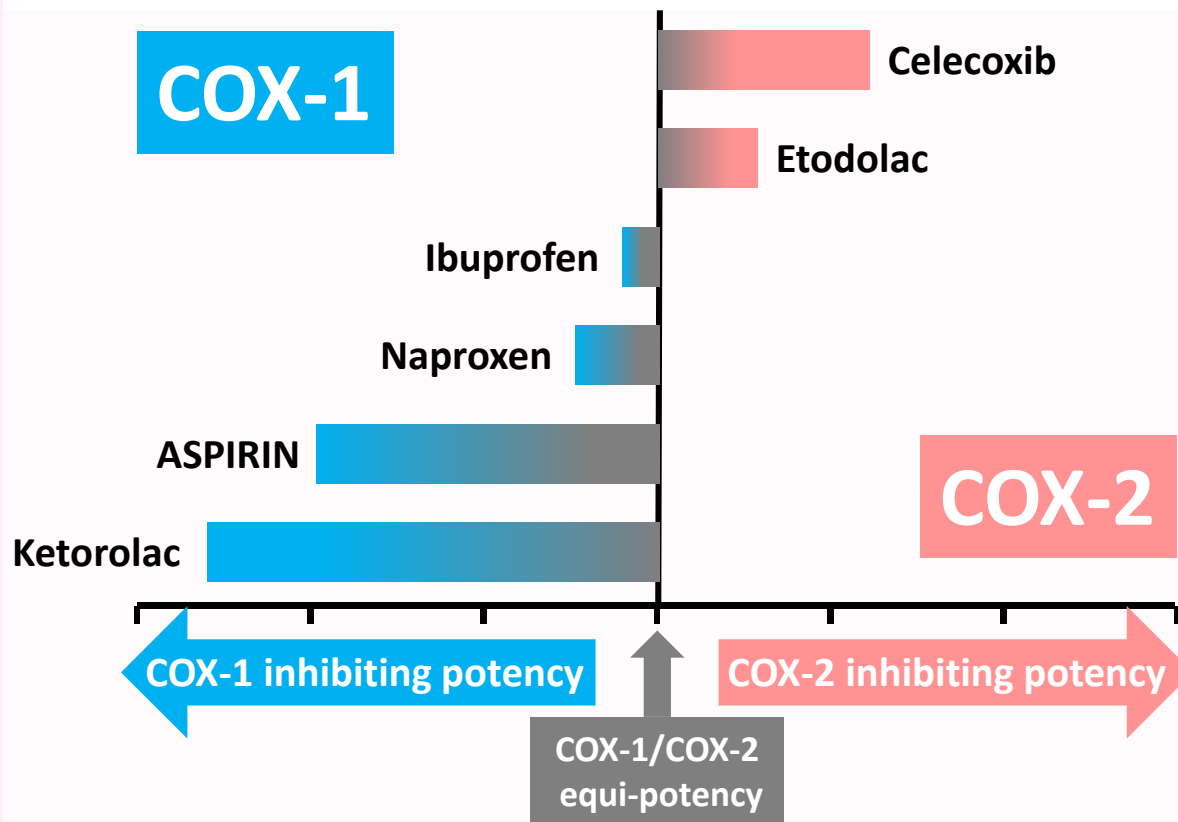 COX-1
Celecoxib
Etodolac
Ibuprofen
Naproxen
ASPIRIN
COX-2
Ketorolac
COX-1 inhibiting potency
COX-2 inhibiting potency
COX-1/COX-2
equi-potency